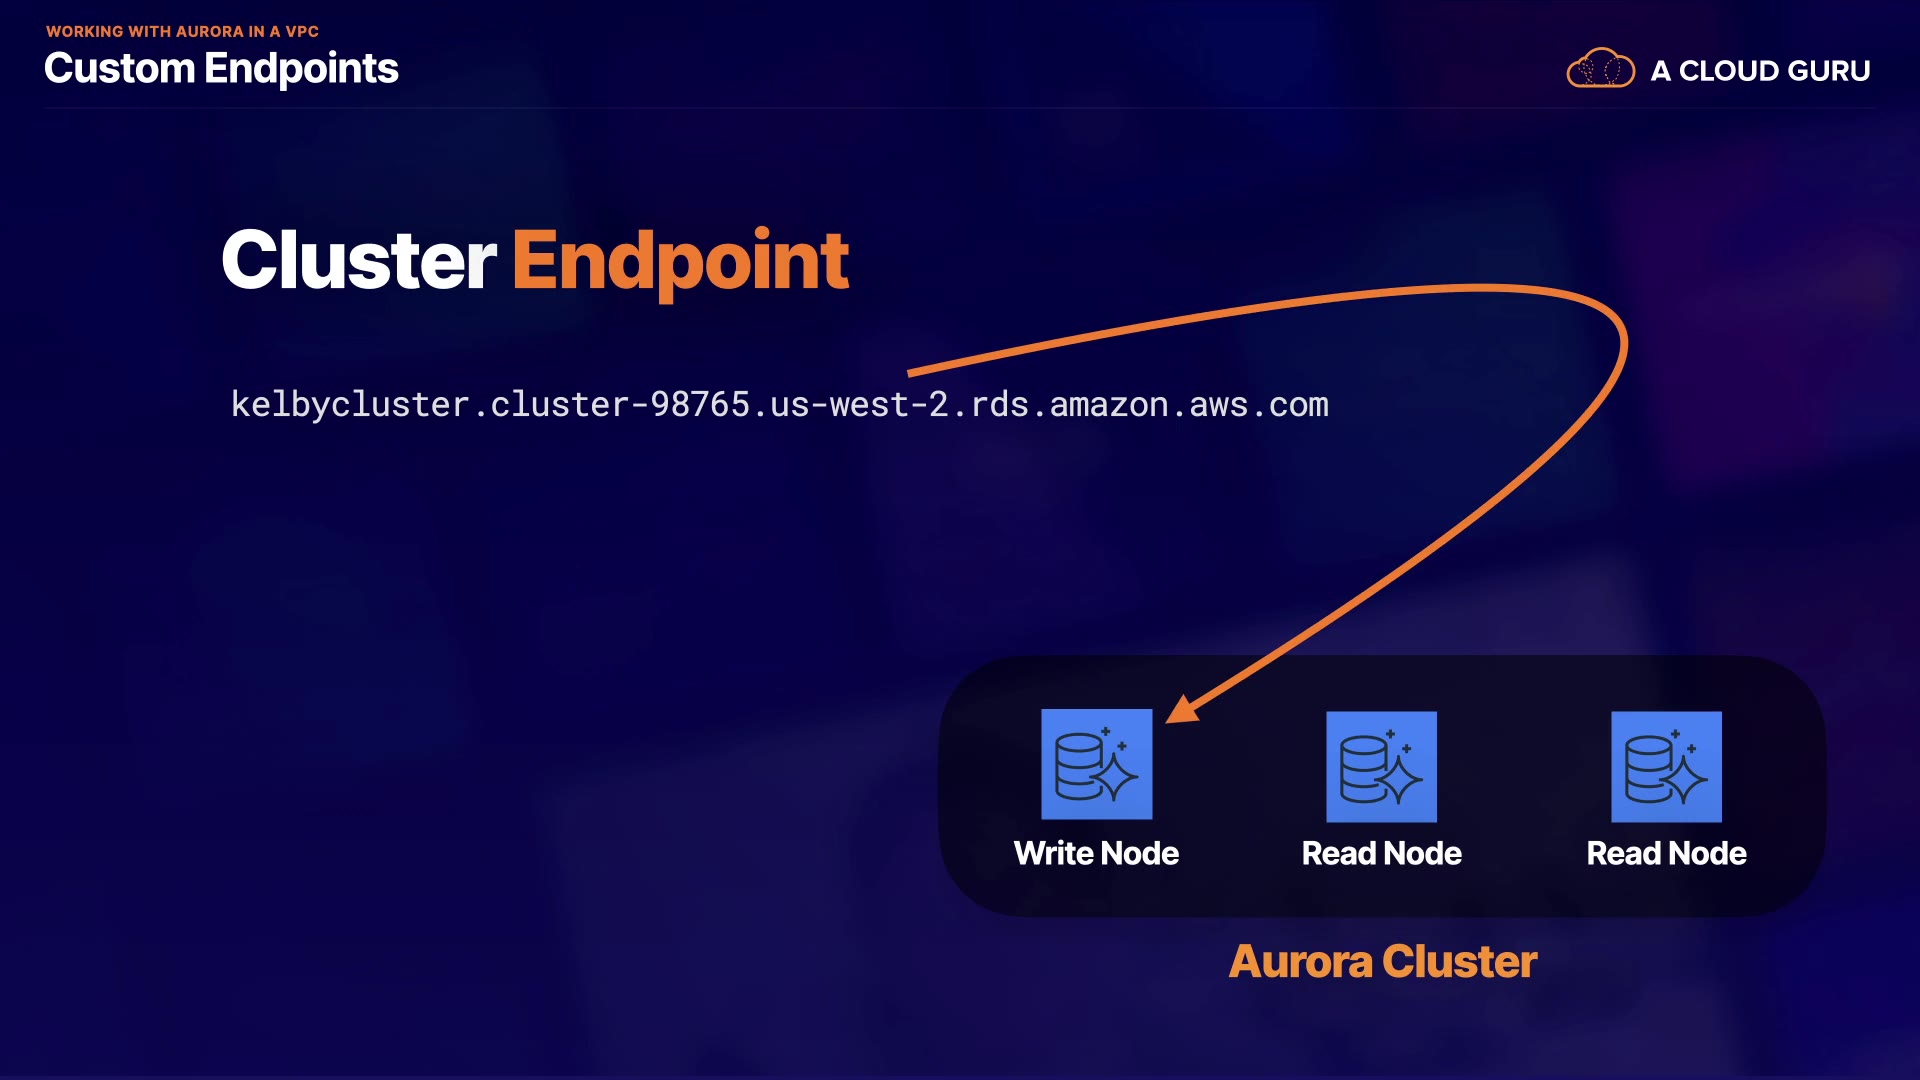 WORKING WITH AURORA IN A VPC
Custom Endpoints
A CLOUD GURU
Cluster Endpoint
kelbycluster.cluster-98765.us-west-2.rds.amazon.aws.com
Write Node
Read Node
Read Node
Aurora Cluster